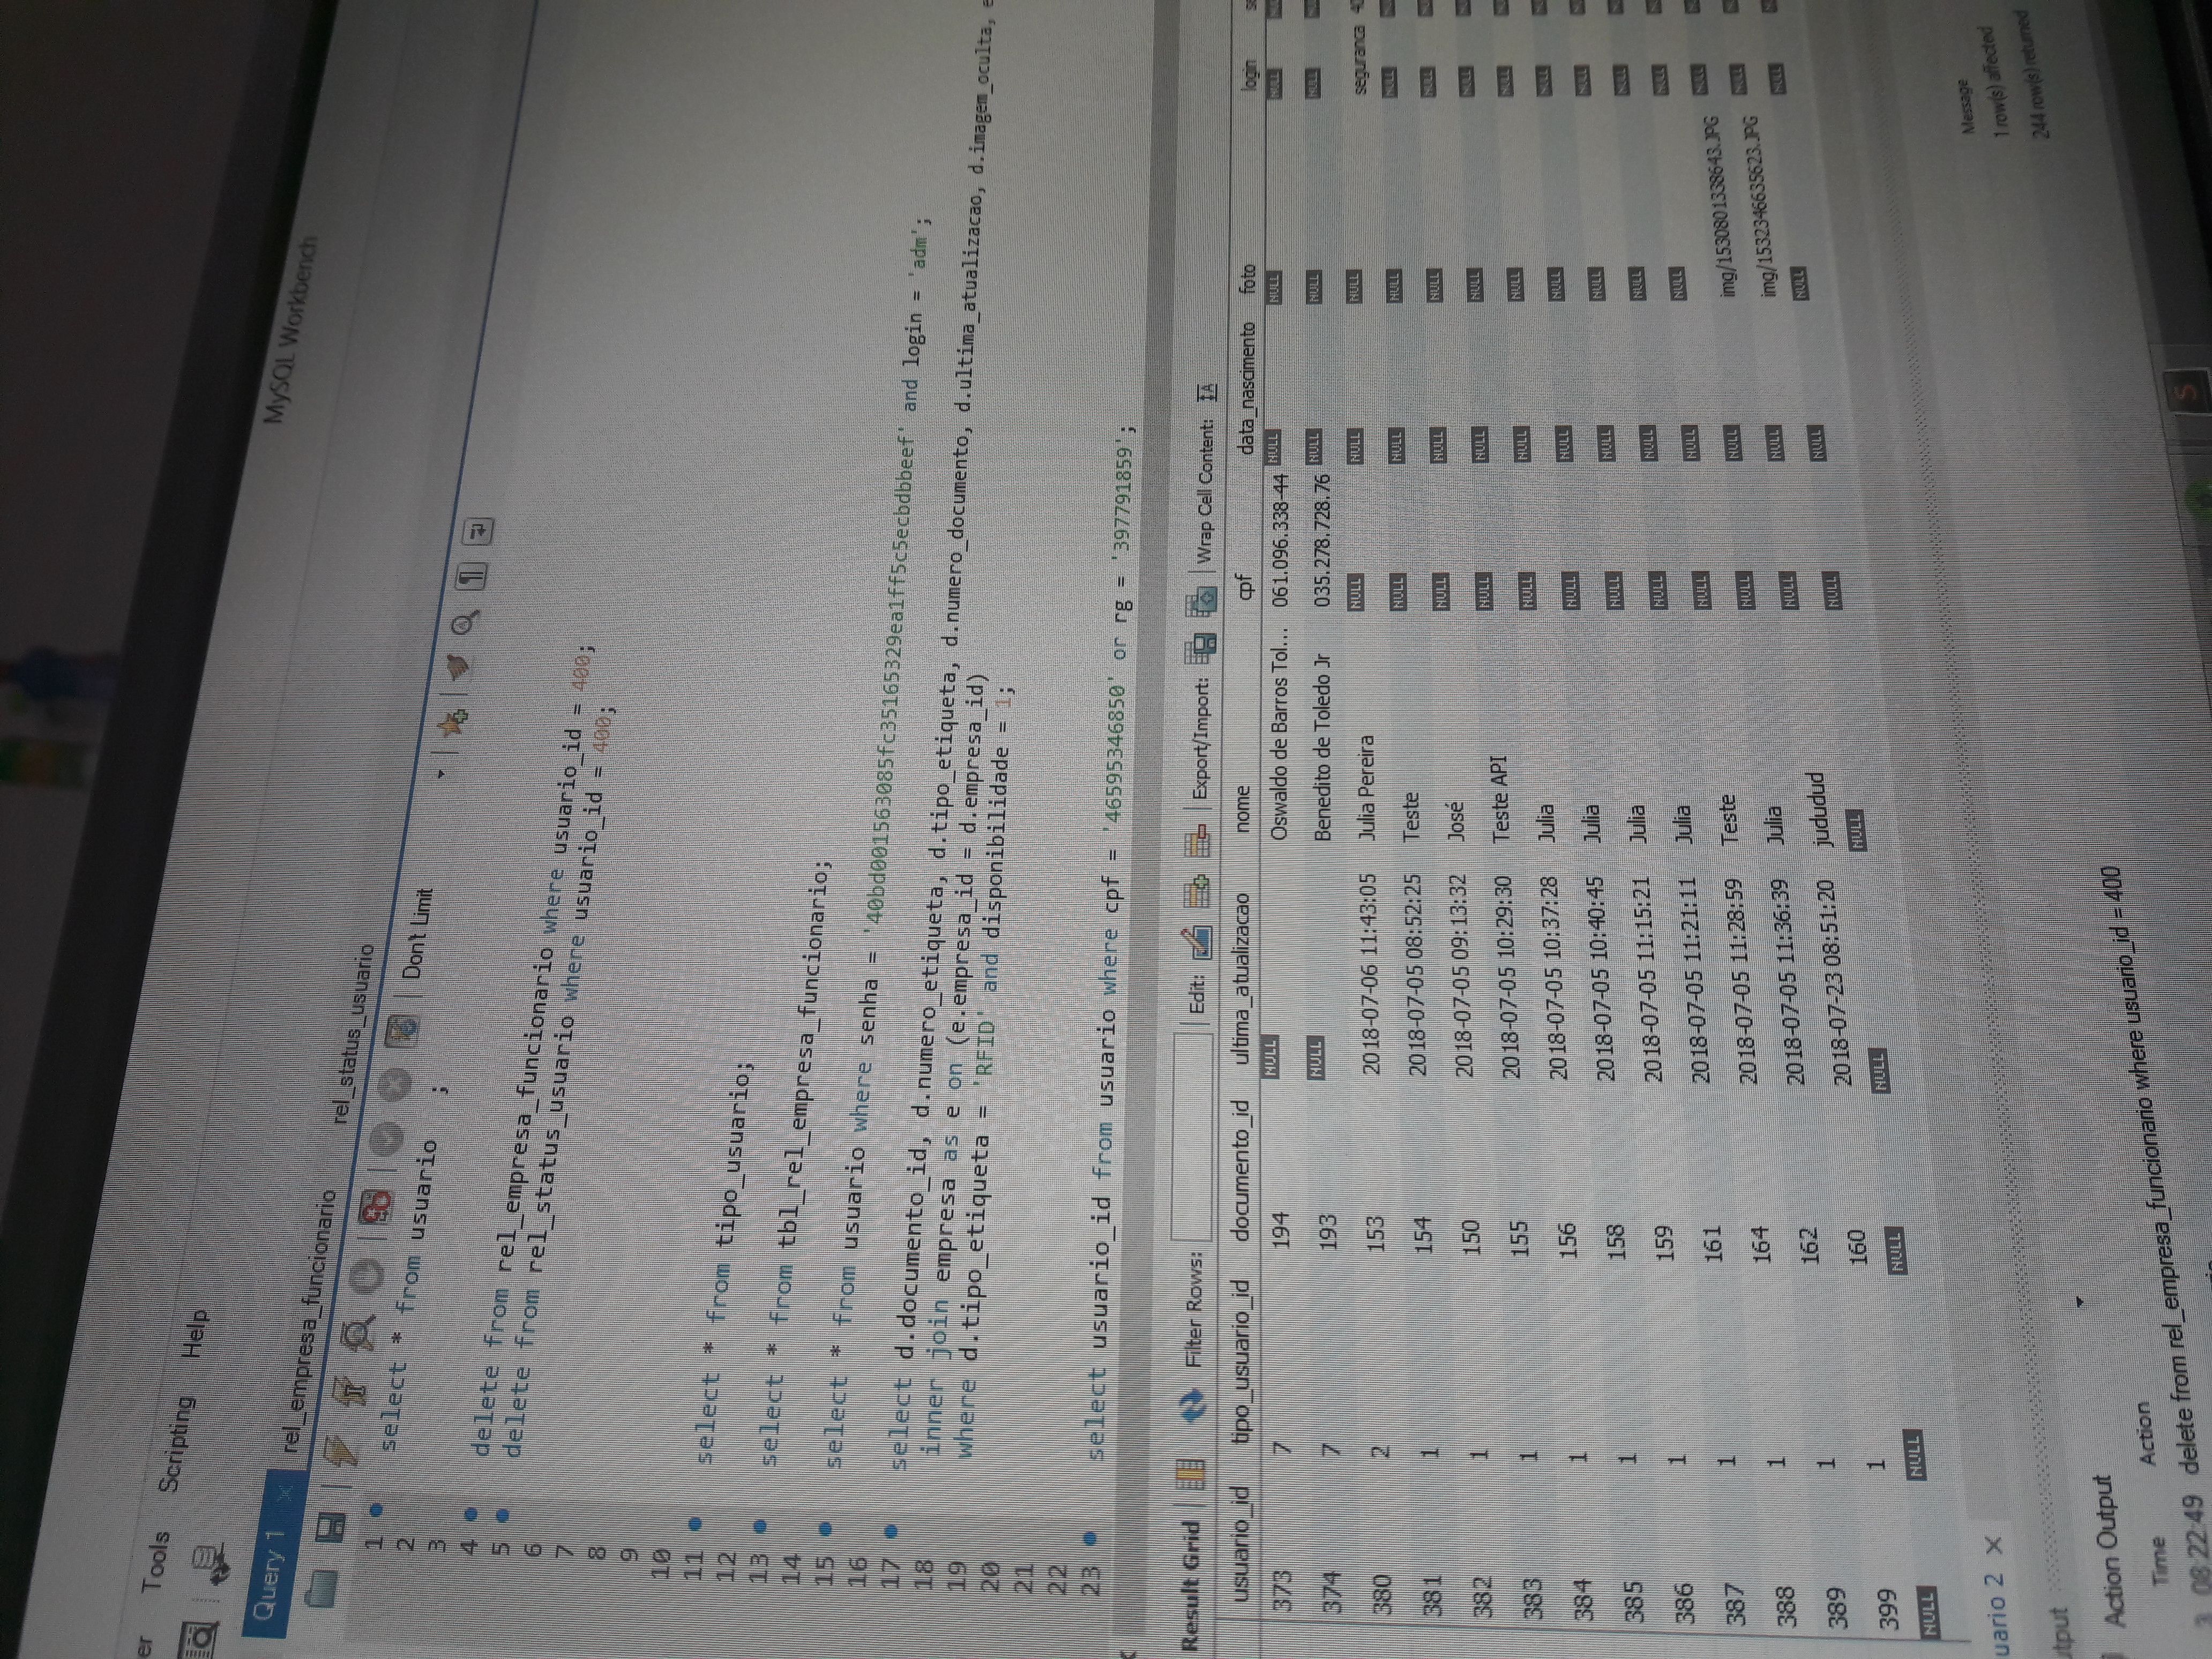 MySQL Workbench
er Tools Scripting Help
Query 1 rel_empresa_funcionario rel_status_usuario
Don't Limit
1 select * from usuario ;
2
3
4 delete from rel_empresa_funcionario where usuario_id = 400;
5 delete from rel_status_usuario where usuario_id = 400;
6
7
8
9
10
11 select * from tipo_usuario;
12
13 select * from tbl_rel_empresa_funcionario;
14
15 select * from usuario where senha = '40bd001563085fc35165329ea1ff5c5ecbdbbeef' and login = 'adm';
16
17 select d.documento_id, d.numero_etiqueta, d.tipo_etiqueta, d.numero_documento, d.ultima_atualizacao, d.imagem_oculta, e
18 inner join empresa as e on (e.empresa_id = d.empresa_id)
19 where d.tipo_etiqueta = 'RFID' and disponibilidade = 1;
20
21
22
23 select usuario_id from usuario where cpf = '46595346850' or rg = '397791859';
Result Grid Filter Rows: Edit: Export/Import: Wrap Cell Content: IA
usuario_id tipo_usuario_id documento_id ultima_atualizacao nome cpf data_nascimento foto login se
373 7 194 NULL Oswaldo de Barros Tol... 061.096.338-44 NULL NULL NULL
374 7 193 NULL Benedito de Toledo Jr 035.278.728.76 NULL NULL NULL
380 2 153 2018-07-06 11:43:05 Julia Pereira NULL NULL NULL seguranca 40
381 1 154 2018-07-05 08:52:25 Teste NULL NULL NULL NULL
382 1 150 2018-07-05 09:13:32 José NULL NULL NULL NULL
383 1 155 2018-07-05 10:29:30 Teste API NULL NULL NULL NULL
384 1 156 2018-07-05 10:37:28 Julia NULL NULL NULL NULL
385 1 158 2018-07-05 10:40:45 Julia NULL NULL NULL NULL
386 1 159 2018-07-05 11:15:21 Julia NULL NULL NULL NULL
387 1 161 2018-07-05 11:21:11 Julia NULL NULL NULL NULL
388 1 164 2018-07-05 11:28:59 Teste NULL NULL NULL NULL
389 1 162 2018-07-05 11:36:39 Julia NULL NULL img/1530801338643.JPG NULL
399 1 160 2018-07-23 08:51:20 jududud NULL NULL img/1532346635623.JPG NULL
NULL NULL NULL NULL NULL NULL NULL NULL NULL
uario 2
utput
Action Output
Time Action Message
3 08:22:49 delete from rel_empresa_funcionario where usuario_id = 400 1 row(s) affected
244 row(s) returned